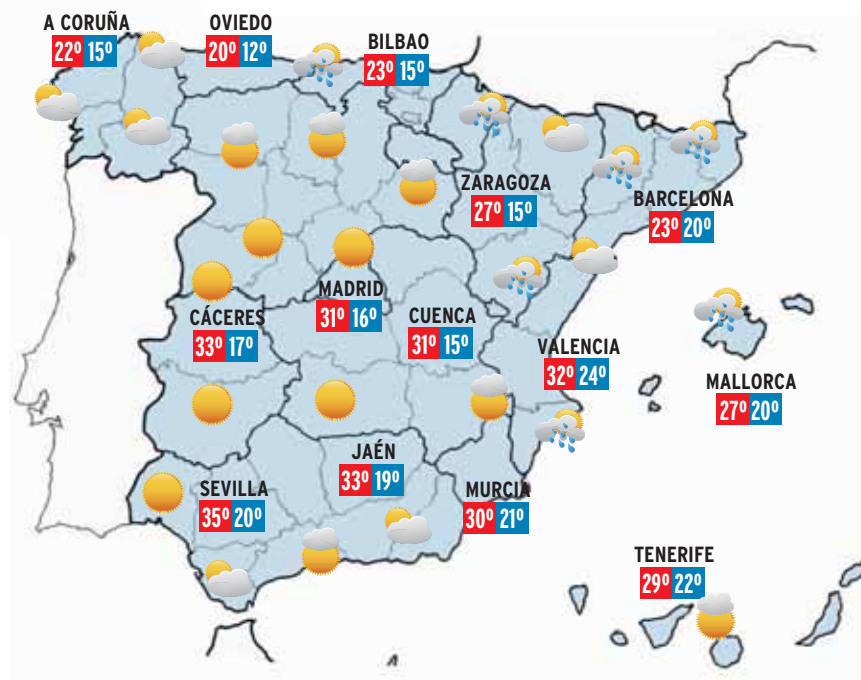 A CORUÑA
22º 15º
OVIEDO
20º 12º
BILBAO
23º 15º
ZARAGOZA
27º 15º
BARCELONA
23º 20º
MADRID
31º 16º
CÁCERES
33º 17º
CUENCA
31º 15º
VALENCIA
32º 24º
MALLORCA
27º 20º
JAÉN
33º 19º
SEVILLA
35º 20º
MURCIA
30º 21º
TENERIFE
29º 22º